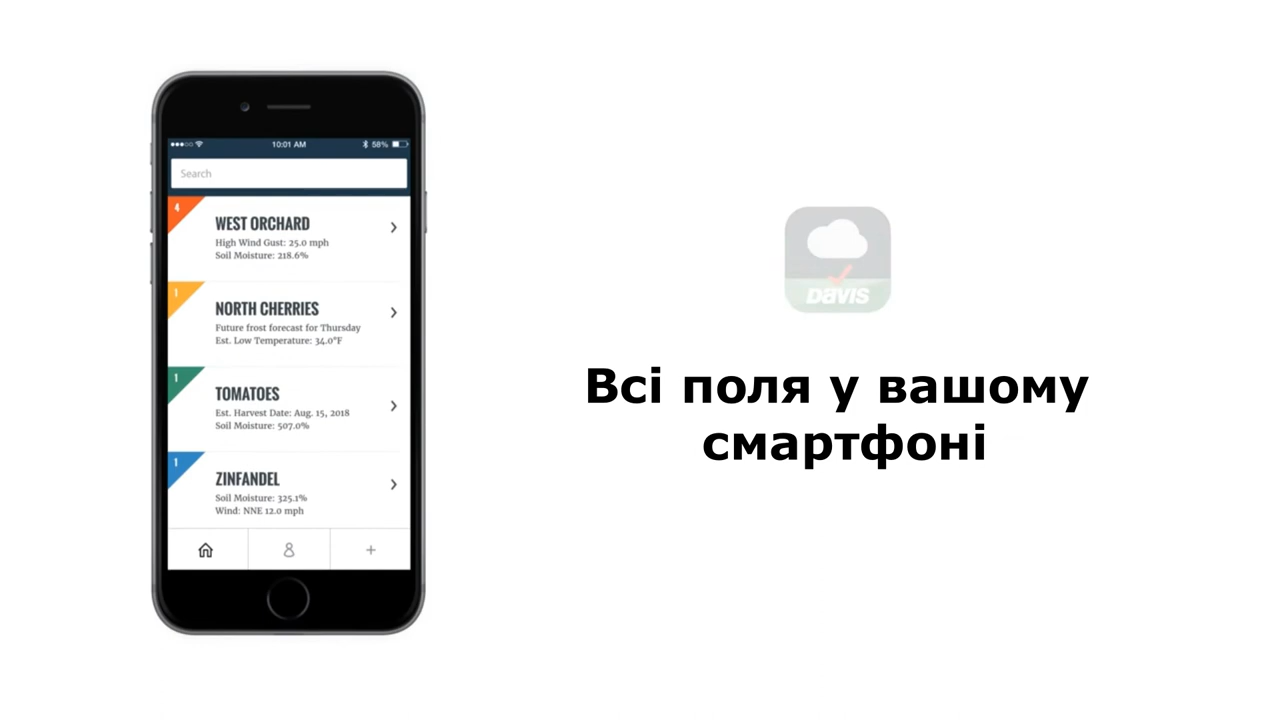 10:01 AM
58%
Search
4
WEST ORCHARD
High Wind Gust: 25.0 mph
Soil Moisture: 218.6%
1
NORTH CHERRIES
Future frost forecast for Thursday
Est. Low Temperature: 34.0°F
1
TOMATOES
Est. Harvest Date: Aug. 15, 2018
Soil Moisture: 507.0%
1
ZINFANDEL
Soil Moisture: 325.1%
Wind: NNE 12.0 mph
DAVIS
Всі поля у вашому
смартфоні